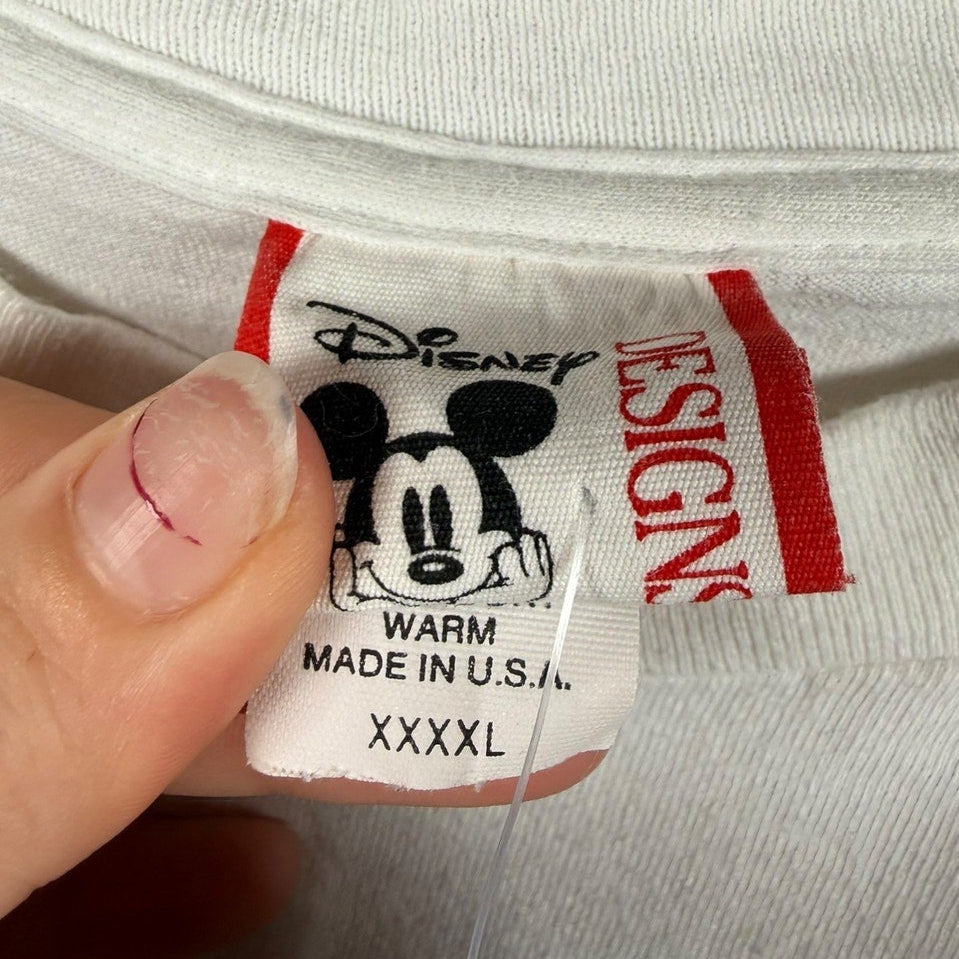 Disney
DESIGNS
WARM
MADE IN U.S.A.
XXXXL